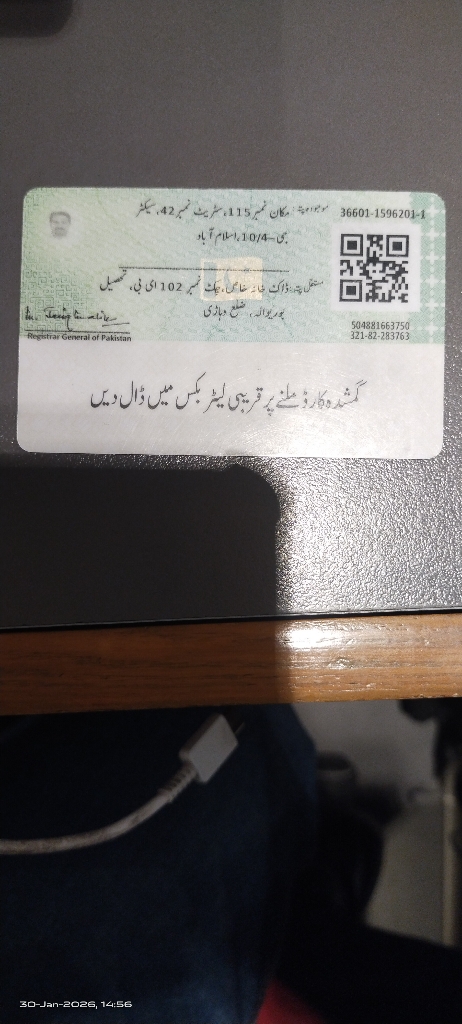 موجودہ پتہ: مکان نمبر 115، سٹریٹ نمبر 42، سیکٹر
جی-10/4، اسلام آباد
36601-1596201-1
مستقل پتہ: ڈاک خانہ خاص، چک نمبر 102 ای بی، تحصیل
بوریوالہ، ضلع وہاڑی
504881663750
321-82-283763
Registrar General of Pakistan
گمشدہ کارڈ ملنے پر قریبی لیٹر بکس میں ڈال دیں
30-Jan-2026, 14:56